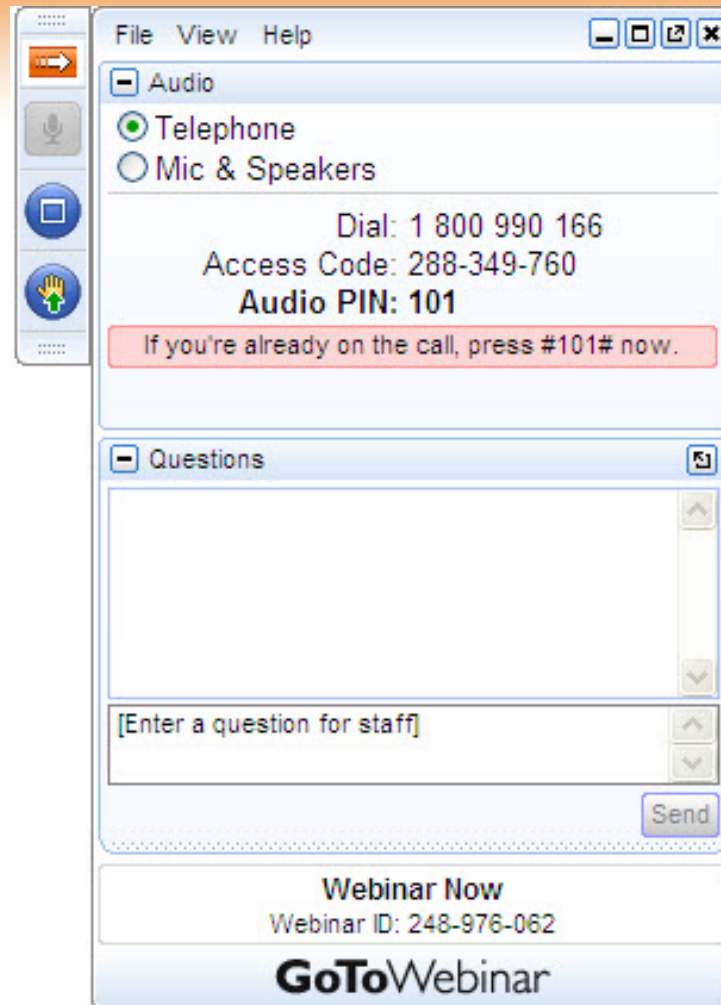 File View Help
Audio
Telephone
Mic & Speakers
Dial: 1 800 990 166
Access Code: 288-349-760
Audio PIN: 101
If you're already on the call, press #101# now.
Questions
[Enter a question for staff]
Send
Webinar Now
Webinar ID: 248-976-062
GoToWebinar